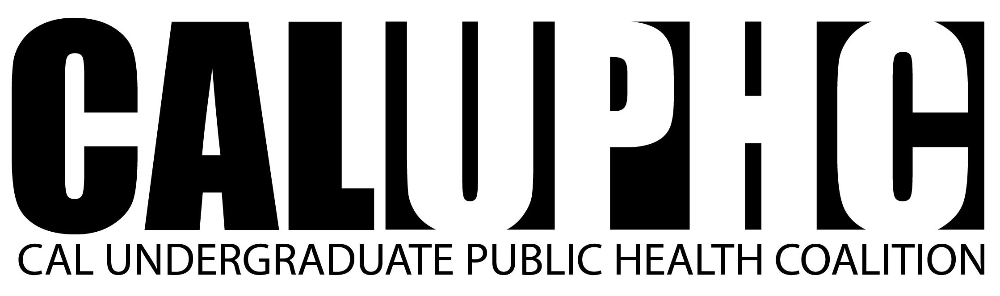 CALUPHC
CAL UNDERGRADUATE PUBLIC HEALTH COALITION